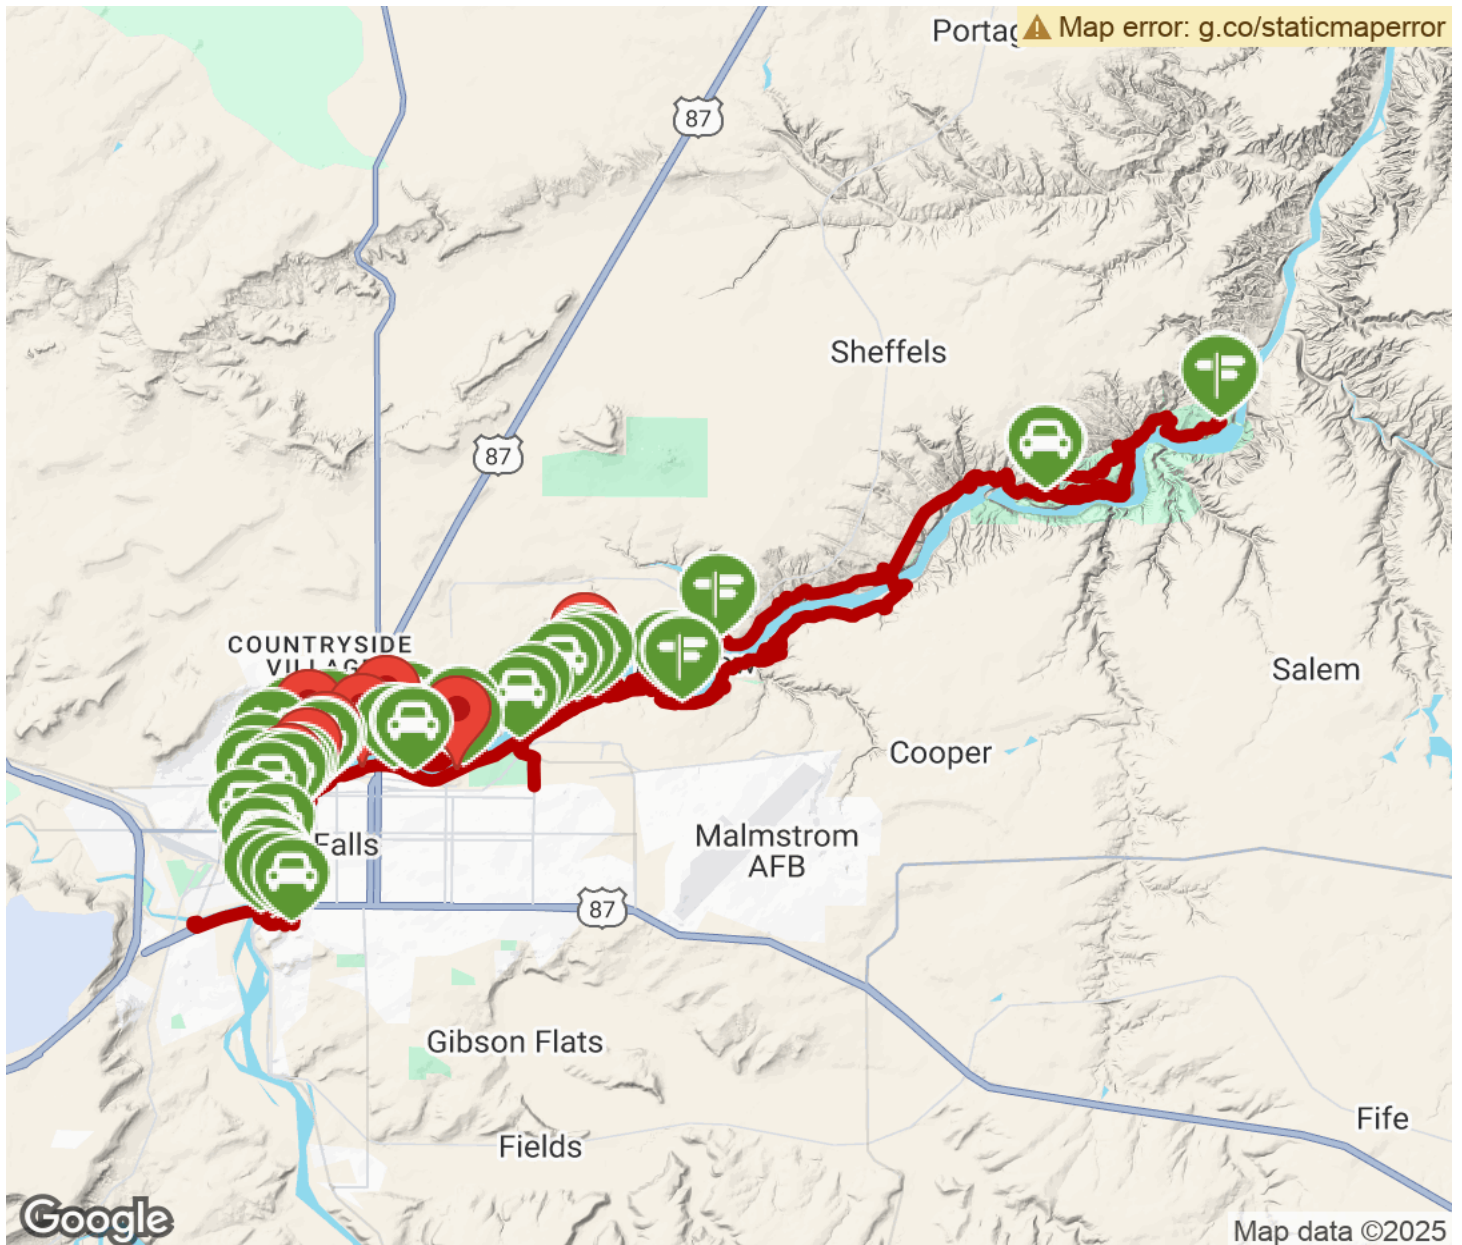 Portag
Map error: g.co/staticmaperror
87
Sheffels
87
COUNTRYSIDE
VILLAG
Salem
Cooper
Malmstrom
AFB
Falls
87
Gibson Flats
Fife
Fields
Google
Map data ©2025